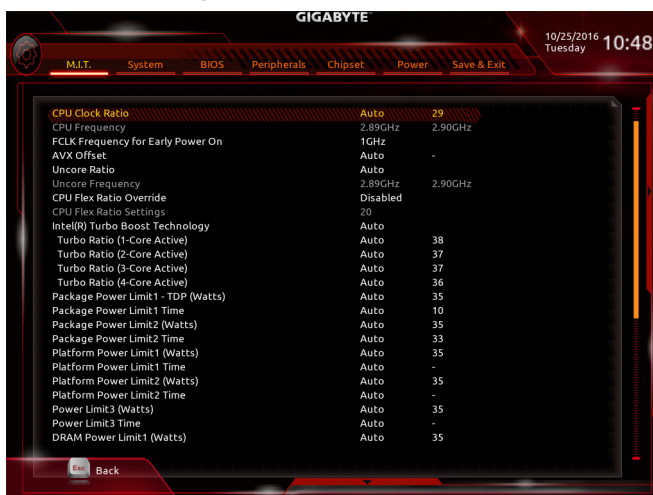 GIGABYTE
10/25/2016 10:48
Tuesday
M.I.T. System BIOS Peripherals Chipset Power Save & Exit
CPU Clock Ratio Auto 29
CPU Frequency 2.89GHz 2.90GHz
FCLK Frequency for Early Power On 1GHz
AVX Offset Auto -
Uncore Ratio Auto
Uncore Frequency 2.89GHz 2.90GHz
CPU Flex Ratio Override Disabled
CPU Flex Ratio Settings 20
Intel(R) Turbo Boost Technology Auto
Turbo Ratio (1-Core Active) Auto 38
Turbo Ratio (2-Core Active) Auto 37
Turbo Ratio (3-Core Active) Auto 37
Turbo Ratio (4-Core Active) Auto 36
Package Power Limit1 - TDP (Watts) Auto 35
Package Power Limit1 Time Auto 10
Package Power Limit2 (Watts) Auto 35
Package Power Limit2 Time Auto 33
Platform Power Limit1 (Watts) Auto 35
Platform Power Limit1 Time Auto -
Platform Power Limit2 (Watts) Auto 35
Platform Power Limit2 Time Auto -
Power Limit3 (Watts) Auto 35
Power Limit3 Time Auto -
DRAM Power Limit1 (Watts) Auto 35
Esc Back